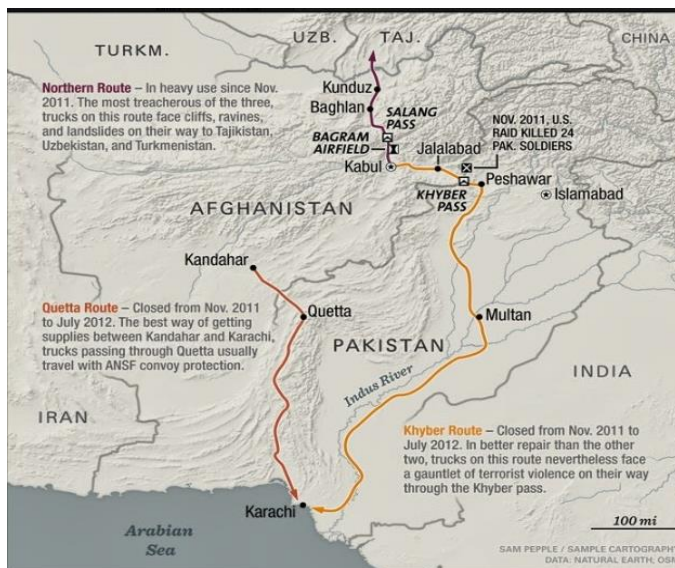 TURKM.
UZB.
TAJ.
CHINA
Northern Route – In heavy use since Nov.
2011. The most treacherous of the three,
trucks on this route face cliffs, ravines,
and landslides on their way to Tajikistan,
Uzbekistan, and Turkmenistan.
Kunduz
Baghlan
SALANG
PASS
BAGRAM
AIRFIELD
Kabul
Jalalabad
NOV. 2011, U.S.
RAID KILLED 24
PAK. SOLDIERS
KHYBER
PASS
Peshawar
Islamabad
AFGHANISTAN
Kandahar
Quetta Route – Closed from Nov. 2011
to July 2012. The best way of getting
supplies between Kandahar and Karachi,
trucks passing through Quetta usually
travel with ANSF convoy protection.
Quetta
Multan
PAKISTAN
Indus River
INDIA
IRAN
Khyber Route – Closed from Nov. 2011 to
July 2012. In better repair than the other
two, trucks on this route nevertheless face
a gauntlet of terrorist violence on their way
through the Khyber pass.
Karachi
Arabian
Sea
100 mi
SAM PEPPLE / SAMPLE CARTOGRAPHY
DATA: NATURAL EARTH; OSM